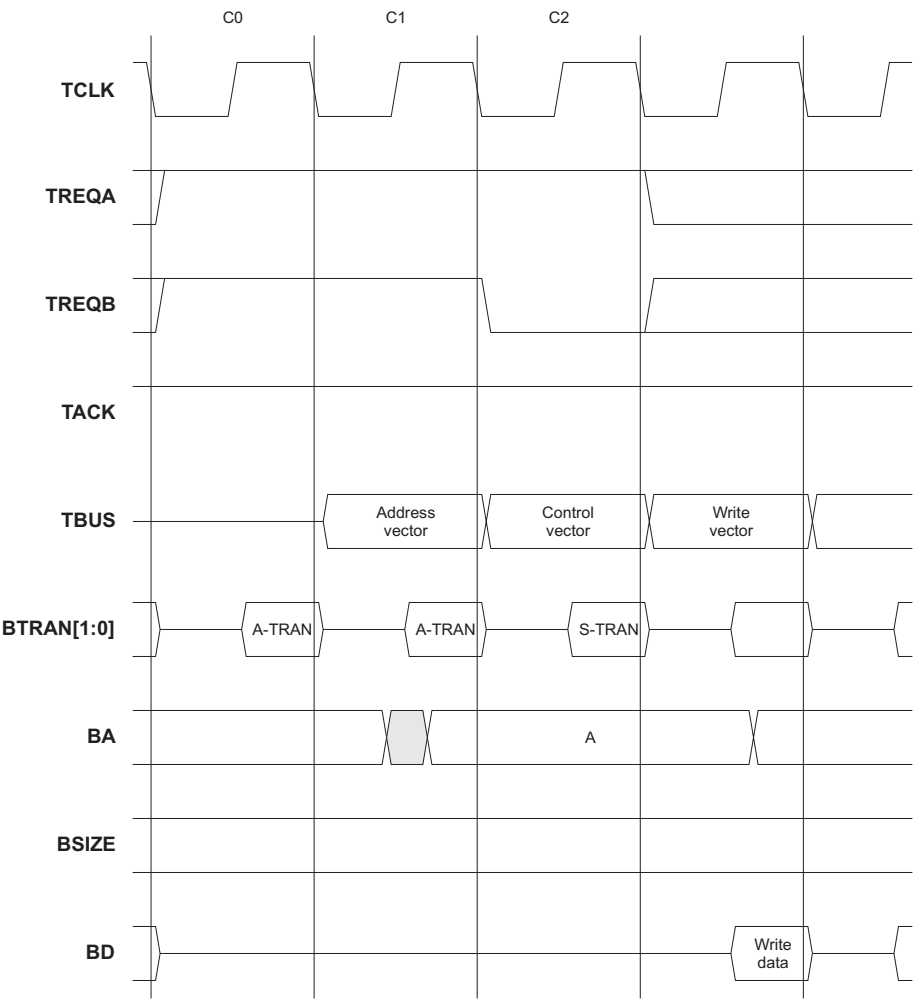 C0 C1 C2
TCLK
TREQA
TREQB
TACK
TBUS
Address
vector
Control
vector
Write
vector
BTRAN[1:0]
A-TRAN
A-TRAN
S-TRAN
BA
A
BSIZE
BD
Write
data